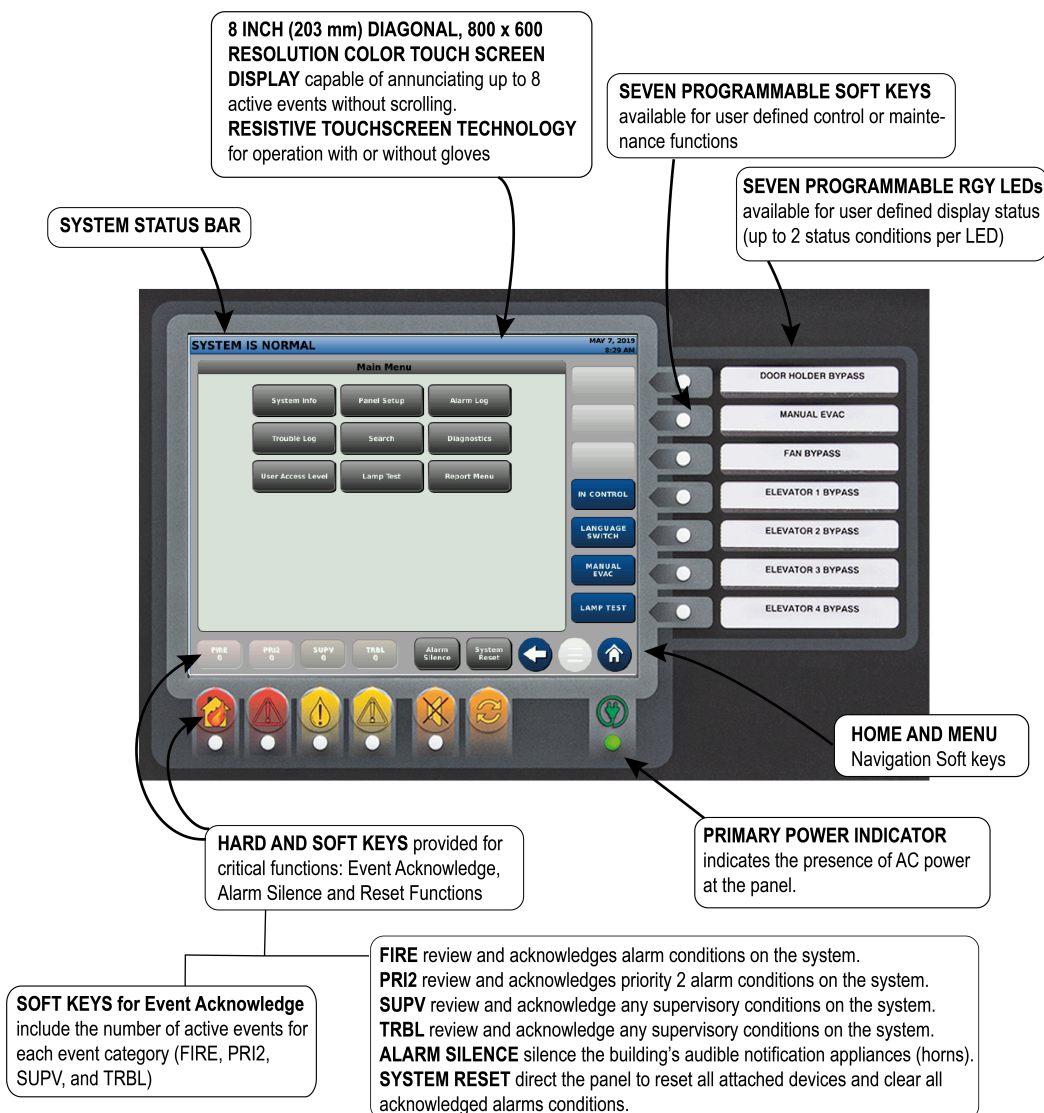 8 INCH (203 mm) DIAGONAL, 800 x 600
RESOLUTION COLOR TOUCH SCREEN
DISPLAY capable of annunciating up to 8
active events without scrolling.
RESISTIVE TOUCHSCREEN TECHNOLOGY
for operation with or without gloves
SEVEN PROGRAMMABLE SOFT KEYS
available for user defined control or mainte-
nance functions
SEVEN PROGRAMMABLE RGY LEDs
available for user defined display status
(up to 2 status conditions per LED)
SYSTEM STATUS BAR
SYSTEM IS NORMAL
MAY 7, 2019
8:29 AM
Main Menu
System Info
Panel Setup
Alarm Log
Trouble Log
Search
Diagnostics
User Access Level
Lamp Test
Report Menu
IN CONTROL
LANGUAGE
SWITCH
MANUAL
EVAC
LAMP TEST
DOOR HOLDER BYPASS
MANUAL EVAC
FAN BYPASS
ELEVATOR 1 BYPASS
ELEVATOR 2 BYPASS
ELEVATOR 3 BYPASS
ELEVATOR 4 BYPASS
FIRE
0
PRI2
0
SUPV
0
TRBL
0
Alarm
Silence
System
Reset
HOME AND MENU
Navigation Soft keys
HARD AND SOFT KEYS provided for
critical functions: Event Acknowledge,
Alarm Silence and Reset Functions
PRIMARY POWER INDICATOR
indicates the presence of AC power
at the panel.
SOFT KEYS for Event Acknowledge
include the number of active events for
each event category (FIRE, PRI2,
SUPV, and TRBL)
FIRE review and acknowledges alarm conditions on the system.
PRI2 review and acknowledges priority 2 alarm conditions on the system.
SUPV review and acknowledge any supervisory conditions on the system.
TRBL review and acknowledge any supervisory conditions on the system.
ALARM SILENCE silence the building's audible notification appliances (horns).
SYSTEM RESET direct the panel to reset all attached devices and clear all
acknowledged alarms conditions.